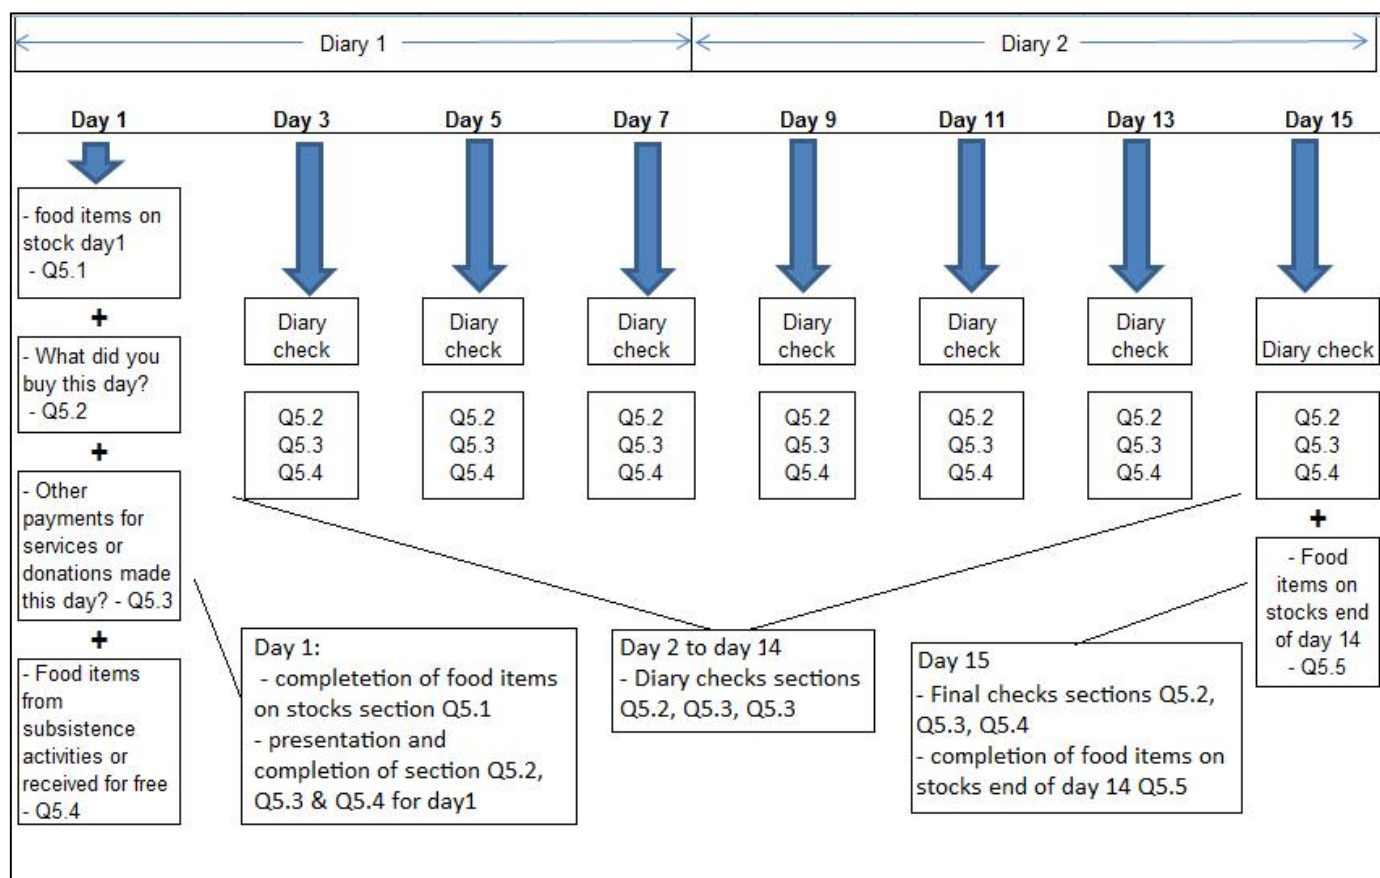 Diary 1
Diary 2
Day 1
Day 3
Day 5
Day 7
Day 9
Day 11
Day 13
Day 15
- food items on
stock day1
- Q5.1
+
- What did you
buy this day?
- Q5.2
+
- Other
payments for
services or
donations made
this day? - Q5.3
+
- Food items
from
subsistence
activities or
received for free
- Q5.4
Diary
check
Q5.2
Q5.3
Q5.4
Diary
check
Q5.2
Q5.3
Q5.4
Diary
check
Q5.2
Q5.3
Q5.4
Diary
check
Q5.2
Q5.3
Q5.4
Diary
check
Q5.2
Q5.3
Q5.4
Diary
check
Q5.2
Q5.3
Q5.4
Diary check
Q5.2
Q5.3
Q5.4
+
- Food
items on
stocks end
of day 14
- Q5.5
Day 1:
- completetion of food items
on stocks section Q5.1
- presentation and
completion of section Q5.2,
Q5.3 & Q5.4 for day1
Day 2 to day 14
- Diary checks sections
Q5.2, Q5.3, Q5.3
Day 15
- Final checks sections Q5.2,
Q5.3, Q5.4
- completion of food items on
stocks end of day 14 Q5.5